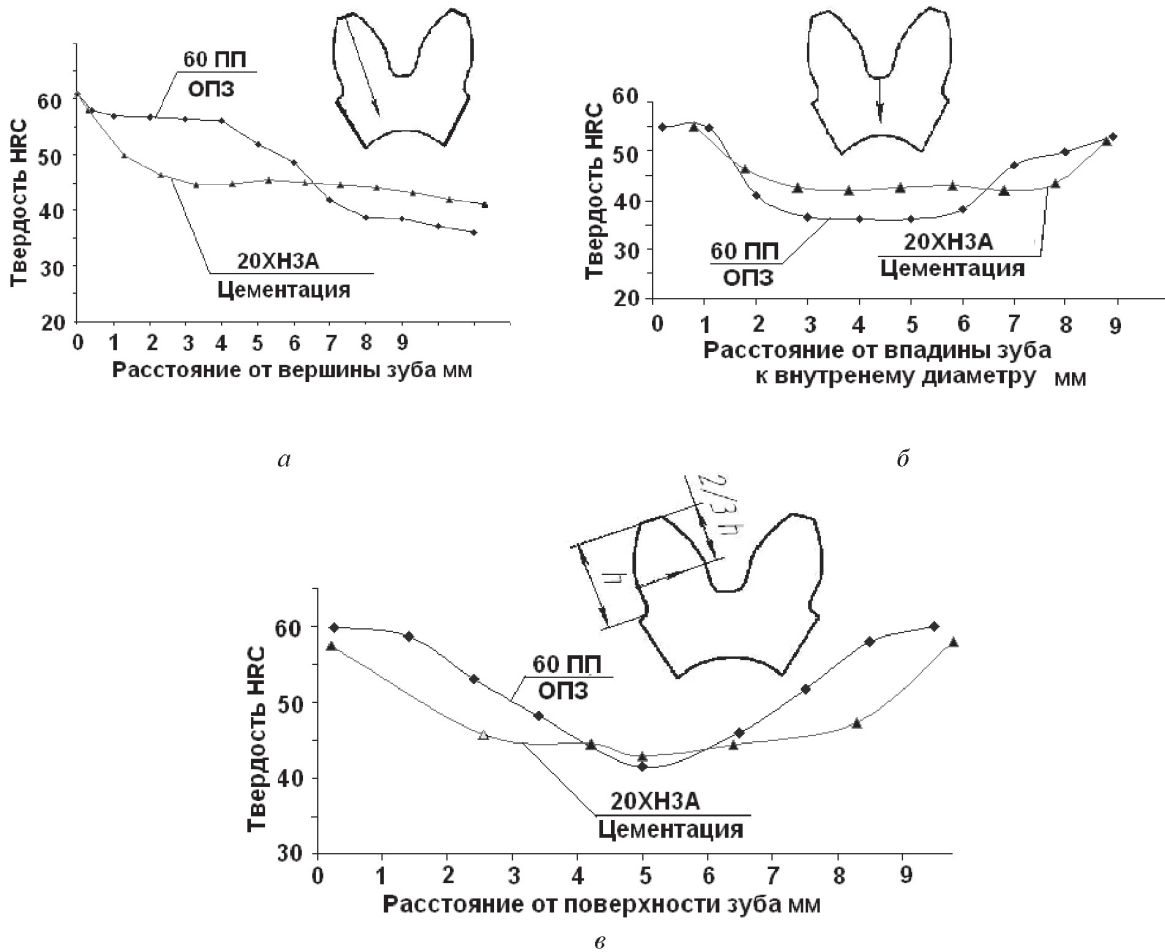 Твердость HRC
60
50
40
30
20
60 ПП
ОПЗ
20ХН3А
Цементация
0 1 2 3 4 5 6 7 8 9
Расстояние от вершины зуба мм
а
Твердость HRC
60
50
40
30
20
60 ПП
ОПЗ
20ХН3А
Цементация
0 1 2 3 4 5 6 7 8 9
Расстояние от впадины зуба
к внутренему диаметру мм
б
2/3 h
h
Твердость HRC
60
50
40
30
60 ПП
ОПЗ
20ХН3А
Цементация
0 1 2 3 4 5 6 7 8 9
Расстояние от поверхности зуба мм
в